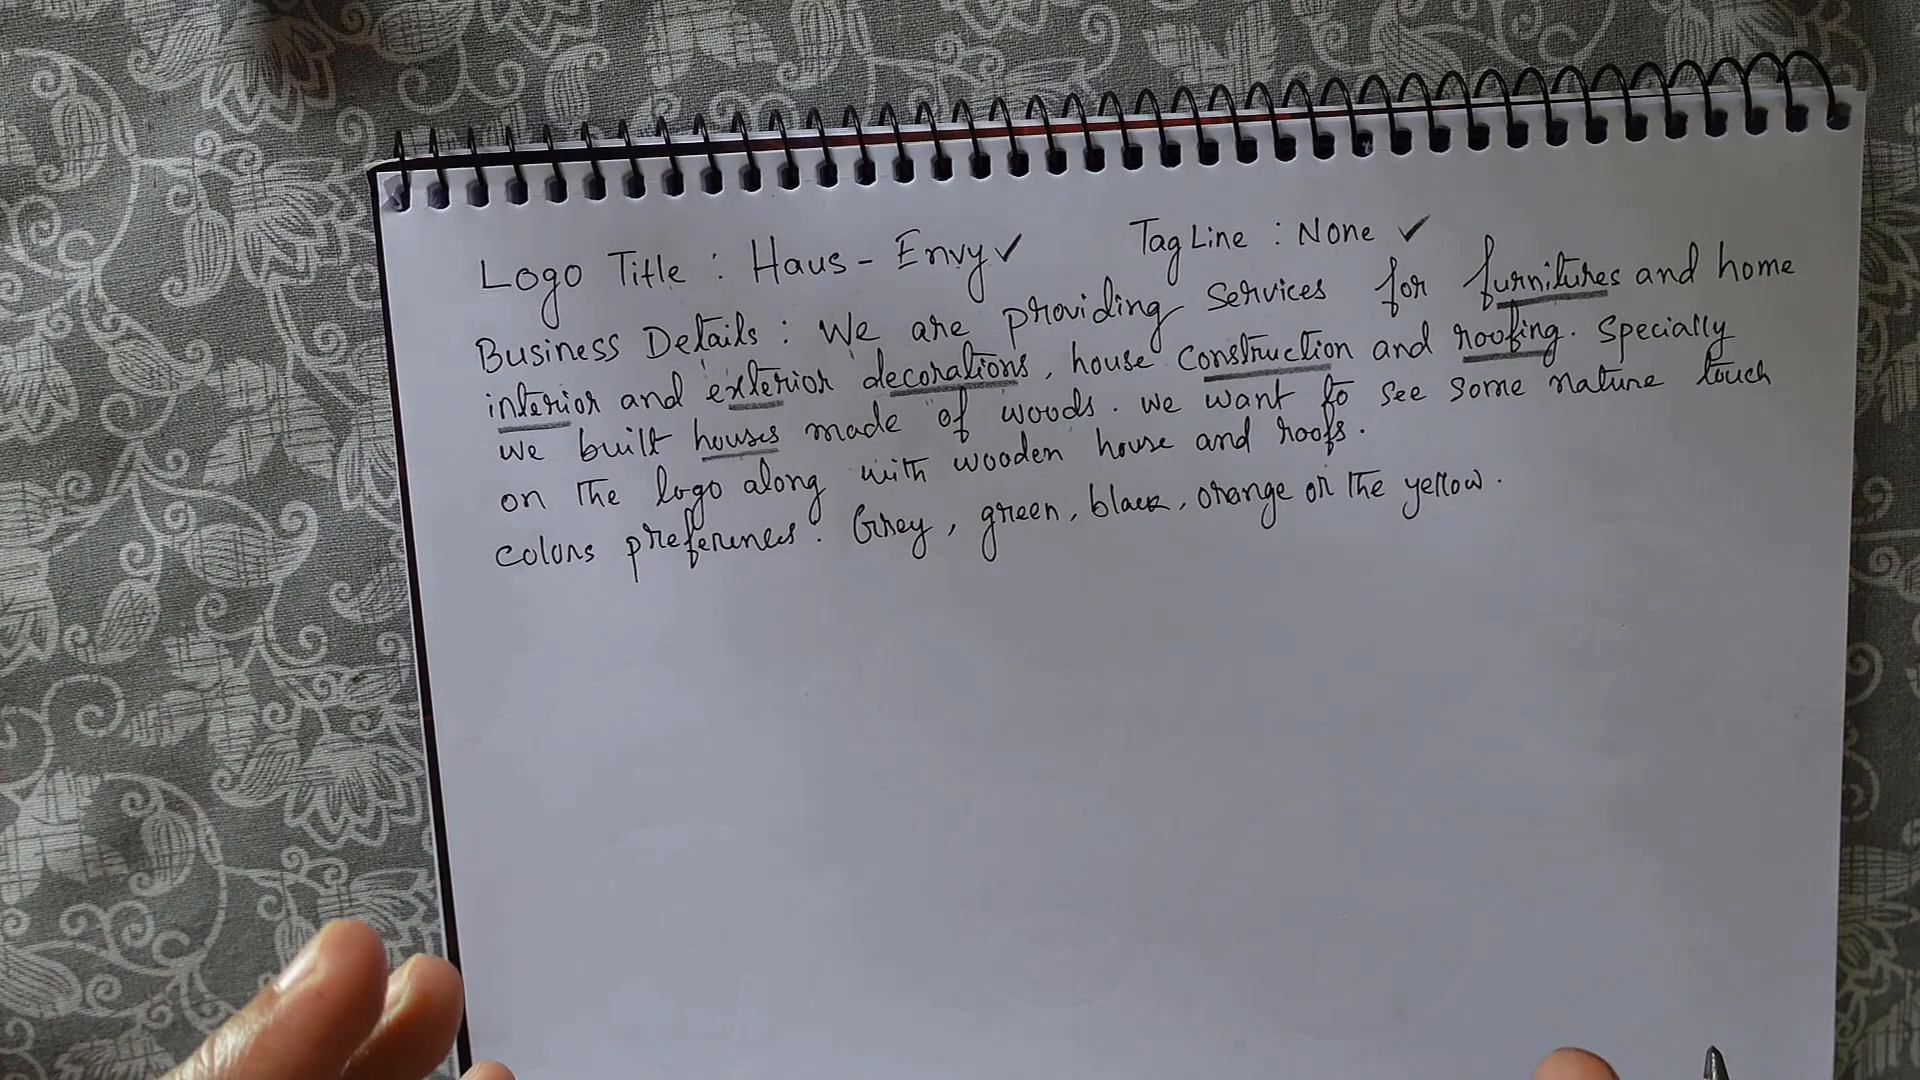 Logo Title : Haus - Envy ✓ Tag Line : None ✓
Business Details : We are providing services for furnitures and home
interior and exterior decorations, house construction and roofing. Specially
we built houses made of woods. We want to see some nature touch
on the logo along with wooden house and roofs.
colors preferences : Grey, green, black, orange or the yellow.